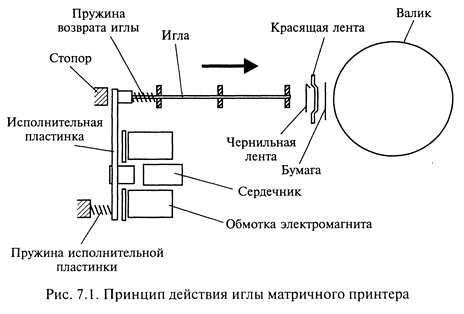 Пружина
возврата иглы
Игла
Красящая лента
Валик
Стопор
Исполнительная
пластинка
Чернильная
лента
Бумага
Сердечник
Обмотка электромагнита
Пружина исполнительной
пластинки
Рис. 7.1. Принцип действия иглы матричного принтера